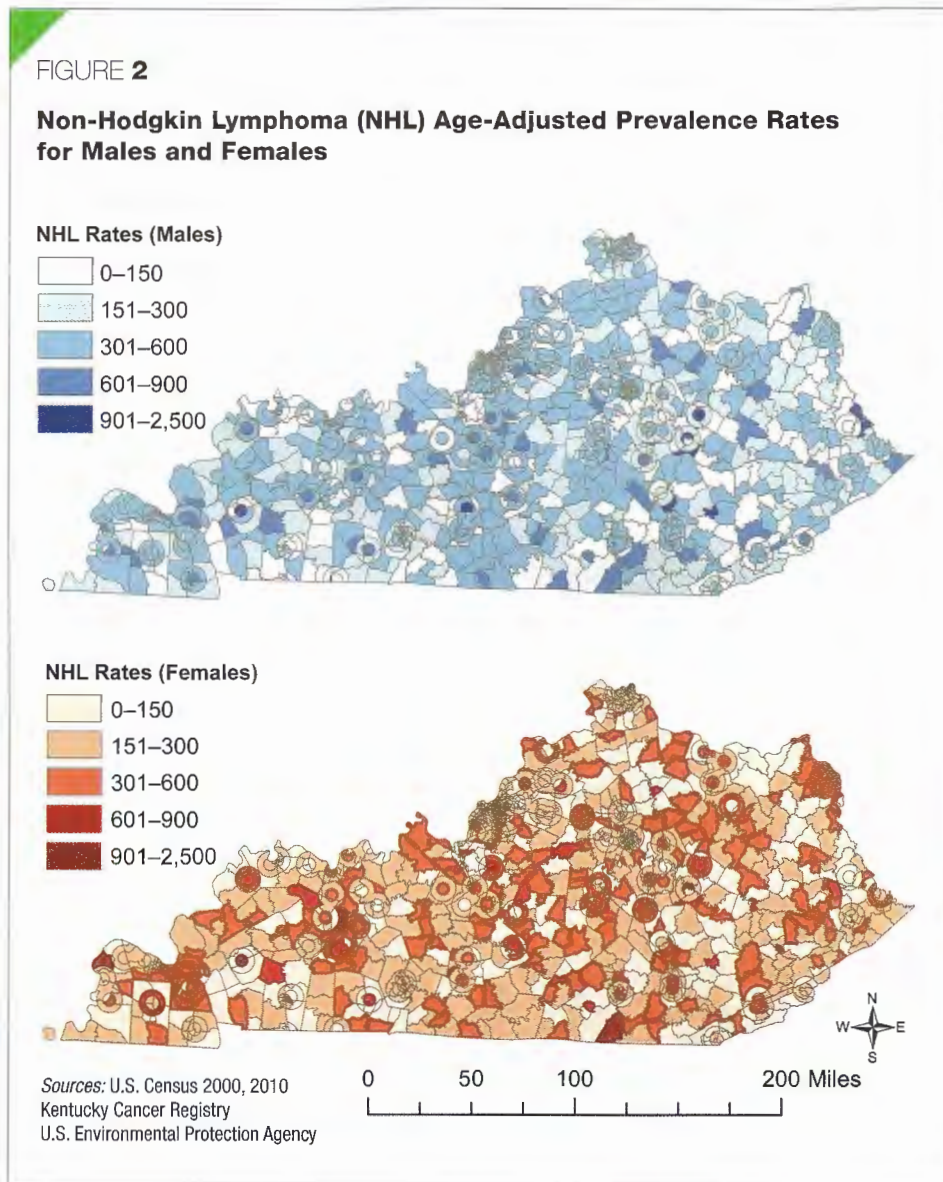 FIGURE 2
Non-Hodgkin Lymphoma (NHL) Age-Adjusted Prevalence Rates
for Males and Females
NHL Rates (Males)
0–150
151–300
301–600
601–900
901–2,500
NHL Rates (Females)
0–150
151–300
301–600
601–900
901–2,500
N
W E
S
Sources: U.S. Census 2000, 2010
Kentucky Cancer Registry
U.S. Environmental Protection Agency
0 50 100 200 Miles